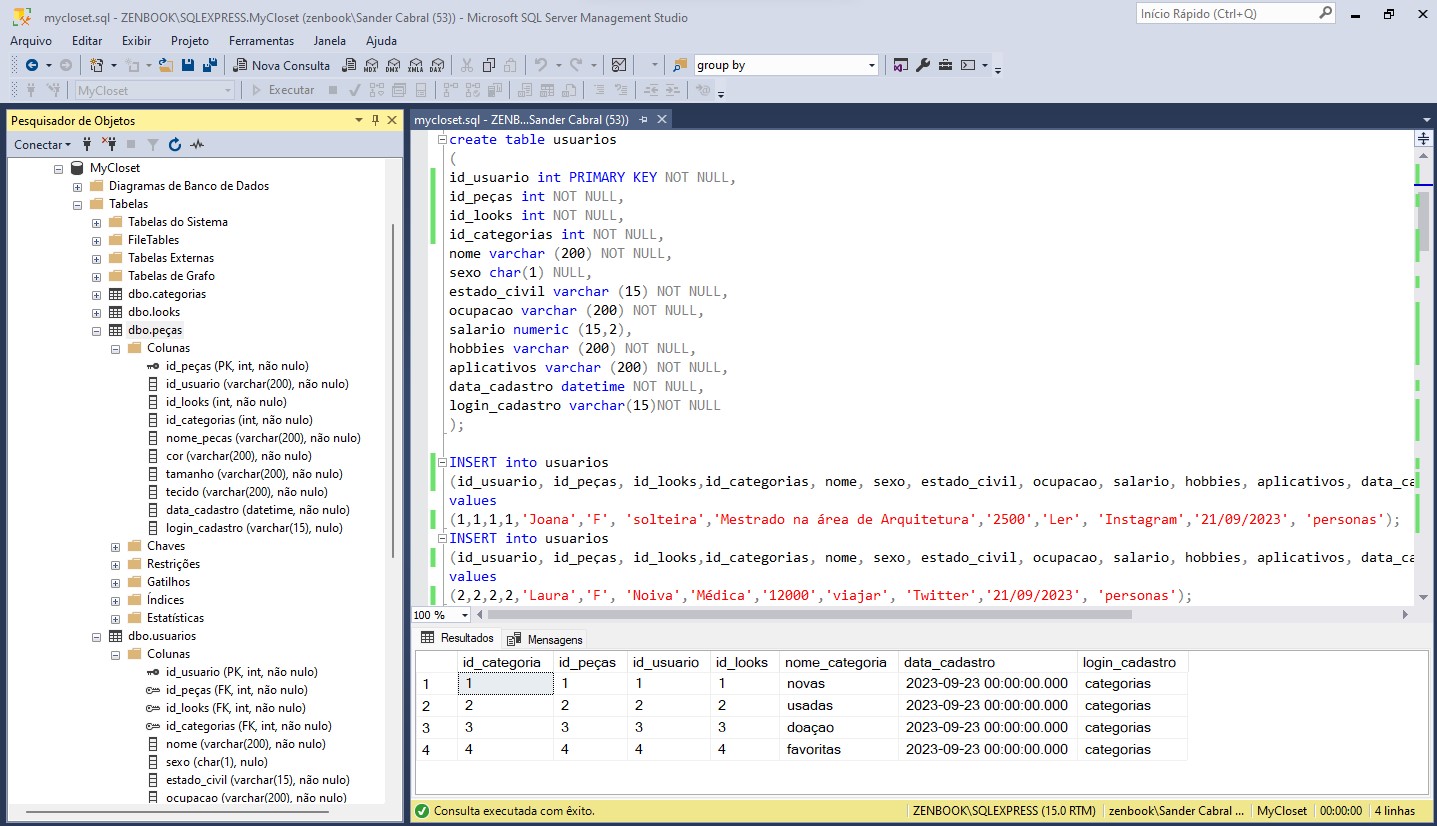 mycloset.sql - ZENBOOK\SQLEXPRESS.MyCloset (zenbook\Sander Cabral (53)) - Microsoft SQL Server Management Studio
Início Rápido (Ctrl+Q)
Arquivo Editar Exibir Projeto Ferramentas Janela Ajuda
Nova Consulta MDX DMX XMLA DAX group by
MyCloset Executar
Pesquisador de Objetos
Conectar
MyCloset
Diagramas de Banco de Dados
Tabelas
Tabelas do Sistema
FileTables
Tabelas Externas
Tabelas de Grafo
dbo.categorias
dbo.looks
dbo.peças
Colunas
id_peças (PK, int, não nulo)
id_usuario (varchar(200), não nulo)
id_looks (int, não nulo)
id_categorias (int, não nulo)
nome_pecas (varchar(200), não nulo)
cor (varchar(200), não nulo)
tamanho (varchar(200), não nulo)
tecido (varchar(200), não nulo)
data_cadastro (datetime, não nulo)
login_cadastro (varchar(15), nulo)
Chaves
Restrições
Gatilhos
Índices
Estatísticas
dbo.usuarios
Colunas
id_usuario (PK, int, não nulo)
id_peças (FK, int, não nulo)
id_looks (FK, int, não nulo)
id_categorias (FK, int, não nulo)
nome (varchar(200), não nulo)
sexo (char(1), nulo)
estado_civil (varchar(15), não nulo)
ocupacao (varchar(200), não nulo)
mycloset.sql - ZENB...Sander Cabral (53))
create table usuarios
(
id_usuario int PRIMARY KEY NOT NULL,
id_peças int NOT NULL,
id_looks int NOT NULL,
id_categorias int NOT NULL,
nome varchar (200) NOT NULL,
sexo char(1) NULL,
estado_civil varchar (15) NOT NULL,
ocupacao varchar (200) NOT NULL,
salario numeric (15,2),
hobbies varchar (200) NOT NULL,
aplicativos varchar (200) NOT NULL,
data_cadastro datetime NOT NULL,
login_cadastro varchar(15)NOT NULL
);
INSERT into usuarios
(id_usuario, id_peças, id_looks,id_categorias, nome, sexo, estado_civil, ocupacao, salario, hobbies, aplicativos, data_ca
values
(1,1,1,1,'Joana','F', 'solteira','Mestrado na área de Arquitetura','2500','Ler', 'Instagram','21/09/2023', 'personas');
INSERT into usuarios
(id_usuario, id_peças, id_looks,id_categorias, nome, sexo, estado_civil, ocupacao, salario, hobbies, aplicativos, data_ca
values
(2,2,2,2,'Laura','F', 'Noiva','Médica','12000','viajar', 'Twitter','21/09/2023', 'personas');
100 %
Resultados Mensagens
id_categoria id_peças id_usuario id_looks nome_categoria data_cadastro login_cadastro
1 1 1 1 1 novas 2023-09-23 00:00:00.000 categorias
2 2 2 2 2 usadas 2023-09-23 00:00:00.000 categorias
3 3 3 3 3 doaçao 2023-09-23 00:00:00.000 categorias
4 4 4 4 4 favoritas 2023-09-23 00:00:00.000 categorias
Consulta executada com êxito. ZENBOOK\SQLEXPRESS (15.0 RTM) zenbook\Sander Cabral ... MyCloset 00:00:00 4 linhas